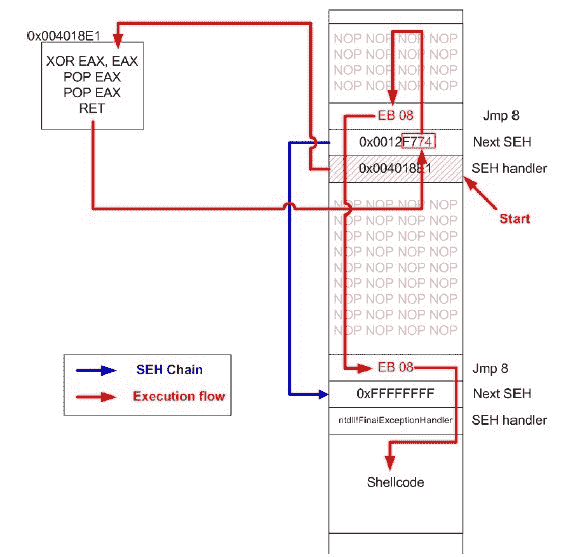 0x004018E1
XOR EAX, EAX
POP EAX
POP EAX
RET
NOP NOP NOP NOP
NOP NOP NOP NOP
NOP NOP NOP NOP
NOP NOP NOP NOP
EB 08 Jmp 8
0x0012F774 Next SEH
0x004018E1 SEH handler
Start
NOP NOP NOP NOP
NOP NOP NOP NOP
NOP NOP NOP NOP
NOP NOP NOP NOP
NOP NOP NOP NOP
NOP NOP NOP NOP
NOP NOP NOP NOP
NOP NOP NOP NOP
NOP NOP NOP NOP
EB 08 Jmp 8
0xFFFFFFFF Next SEH
ntdll!FinalExceptionHandler SEH handler
Shellcode
SEH Chain
Execution flow